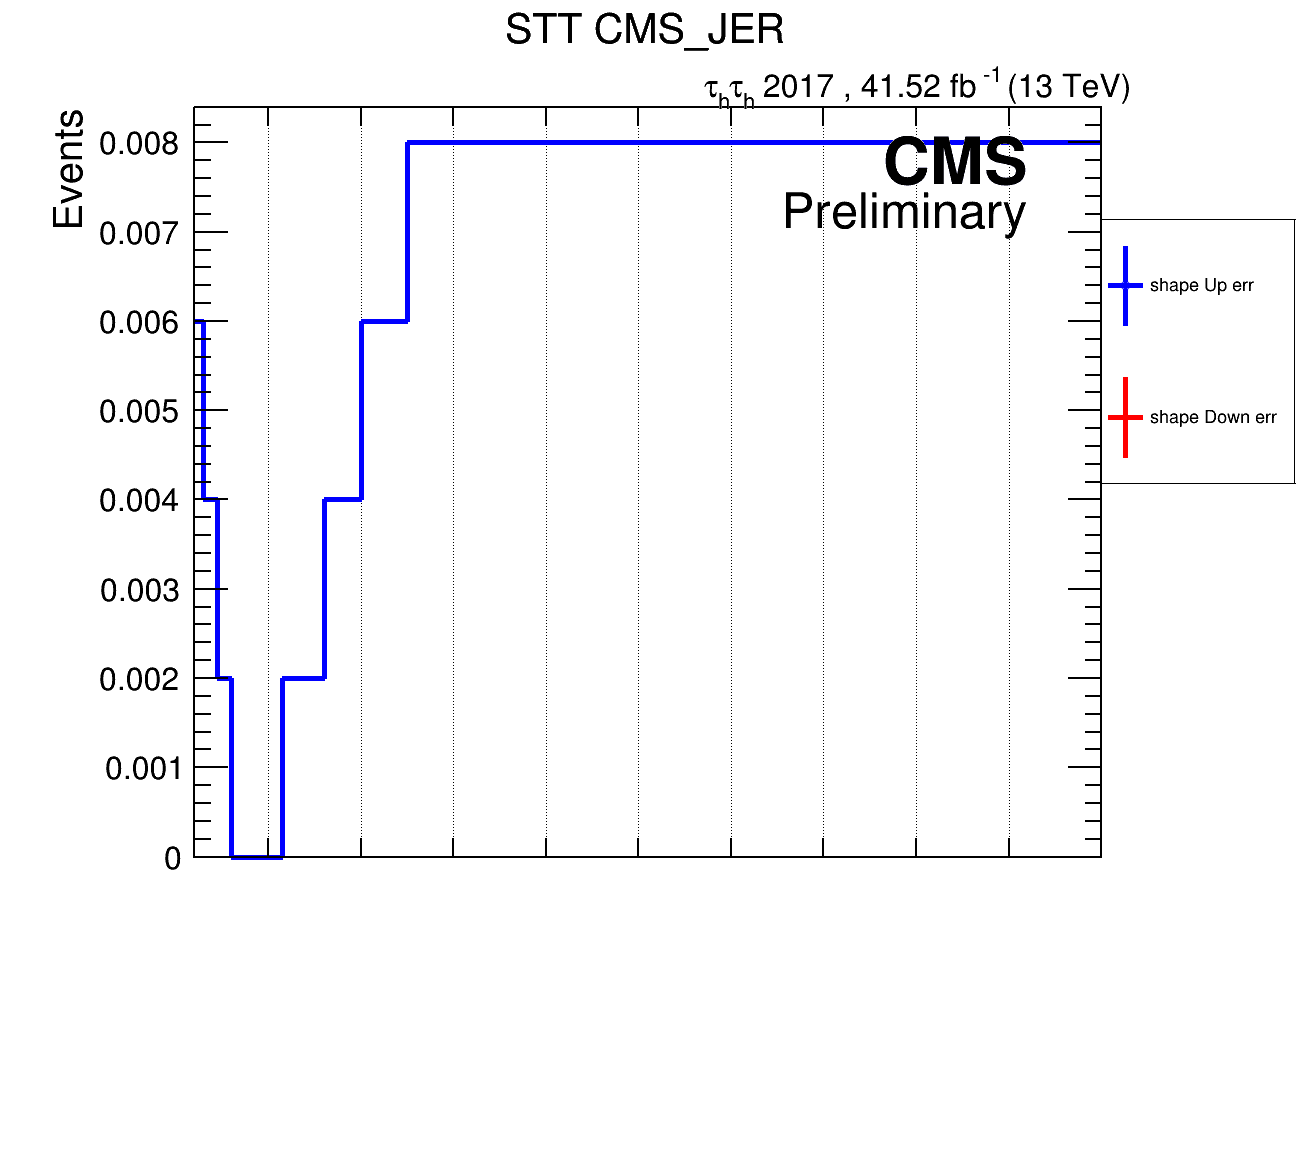 STT CMS_JER
τhτh 2017 , 41.52 fb -1 (13 TeV)
Events
0.008
CMS
Preliminary
0.007
shape Up err
0.006
0.005
shape Down err
0.004
0.003
0.002
0.001
0